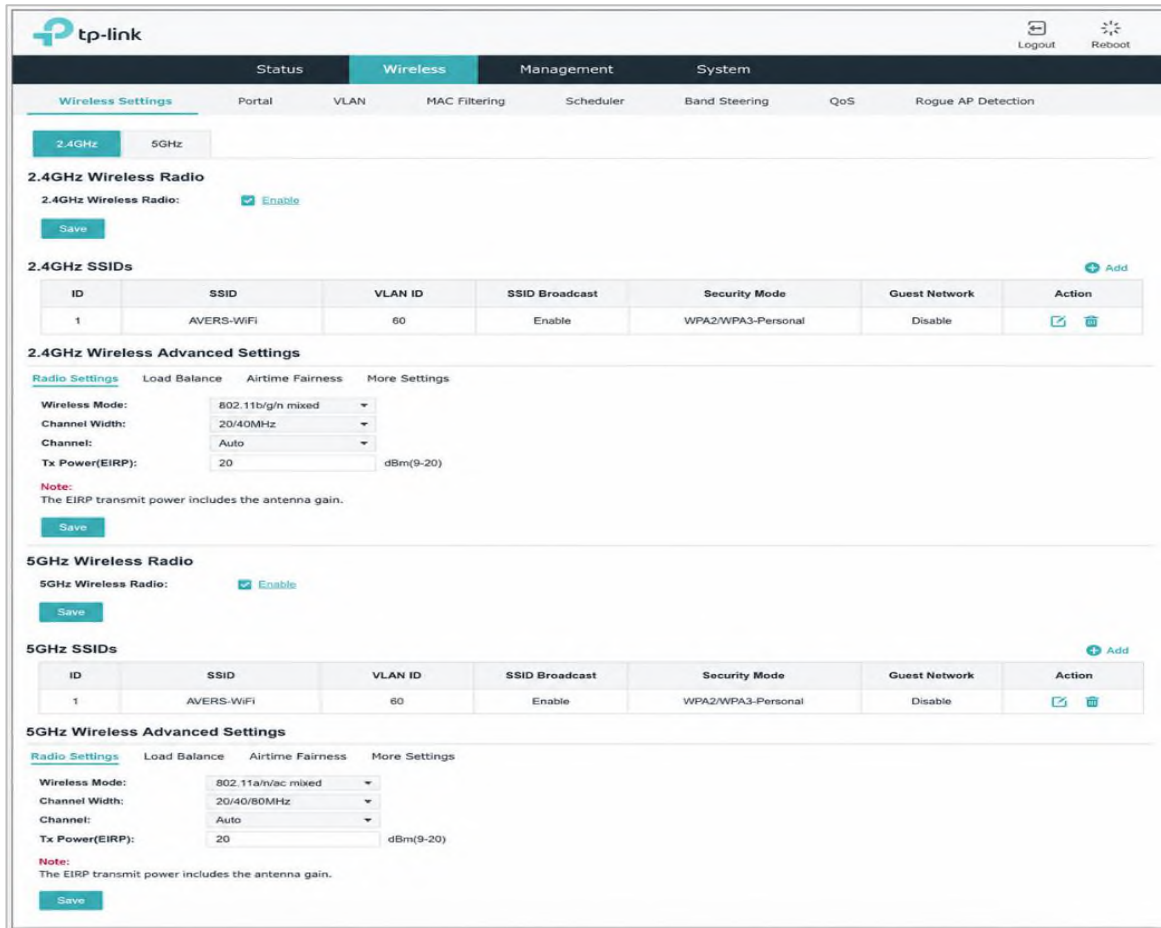 tp-link
Logout Reboot
Status Wireless Management System
Wireless Settings Portal VLAN MAC Filtering Scheduler Band Steering QoS Rogue AP Detection
2.4GHz 5GHz
2.4GHz Wireless Radio
2.4GHz Wireless Radio: Enable
Save
2.4GHz SSIDs Add
ID SSID VLAN ID SSID Broadcast Security Mode Guest Network Action
1 AVERS-WiFi 60 Enable WPA2/WPA3-Personal Disable
2.4GHz Wireless Advanced Settings
Radio Settings Load Balance Airtime Fairness More Settings
Wireless Mode: 802.11b/g/n mixed
Channel Width: 20/40MHz
Channel: Auto
Tx Power(EIRP): 20 dBm(9-20)
Note:
The EIRP transmit power includes the antenna gain.
Save
5GHz Wireless Radio
5GHz Wireless Radio: Enable
Save
5GHz SSIDs Add
ID SSID VLAN ID SSID Broadcast Security Mode Guest Network Action
1 AVERS-WiFi 60 Enable WPA2/WPA3-Personal Disable
5GHz Wireless Advanced Settings
Radio Settings Load Balance Airtime Fairness More Settings
Wireless Mode: 802.11a/n/ac mixed
Channel Width: 20/40/80MHz
Channel: Auto
Tx Power(EIRP): 20 dBm(9-20)
Note:
The EIRP transmit power includes the antenna gain.
Save